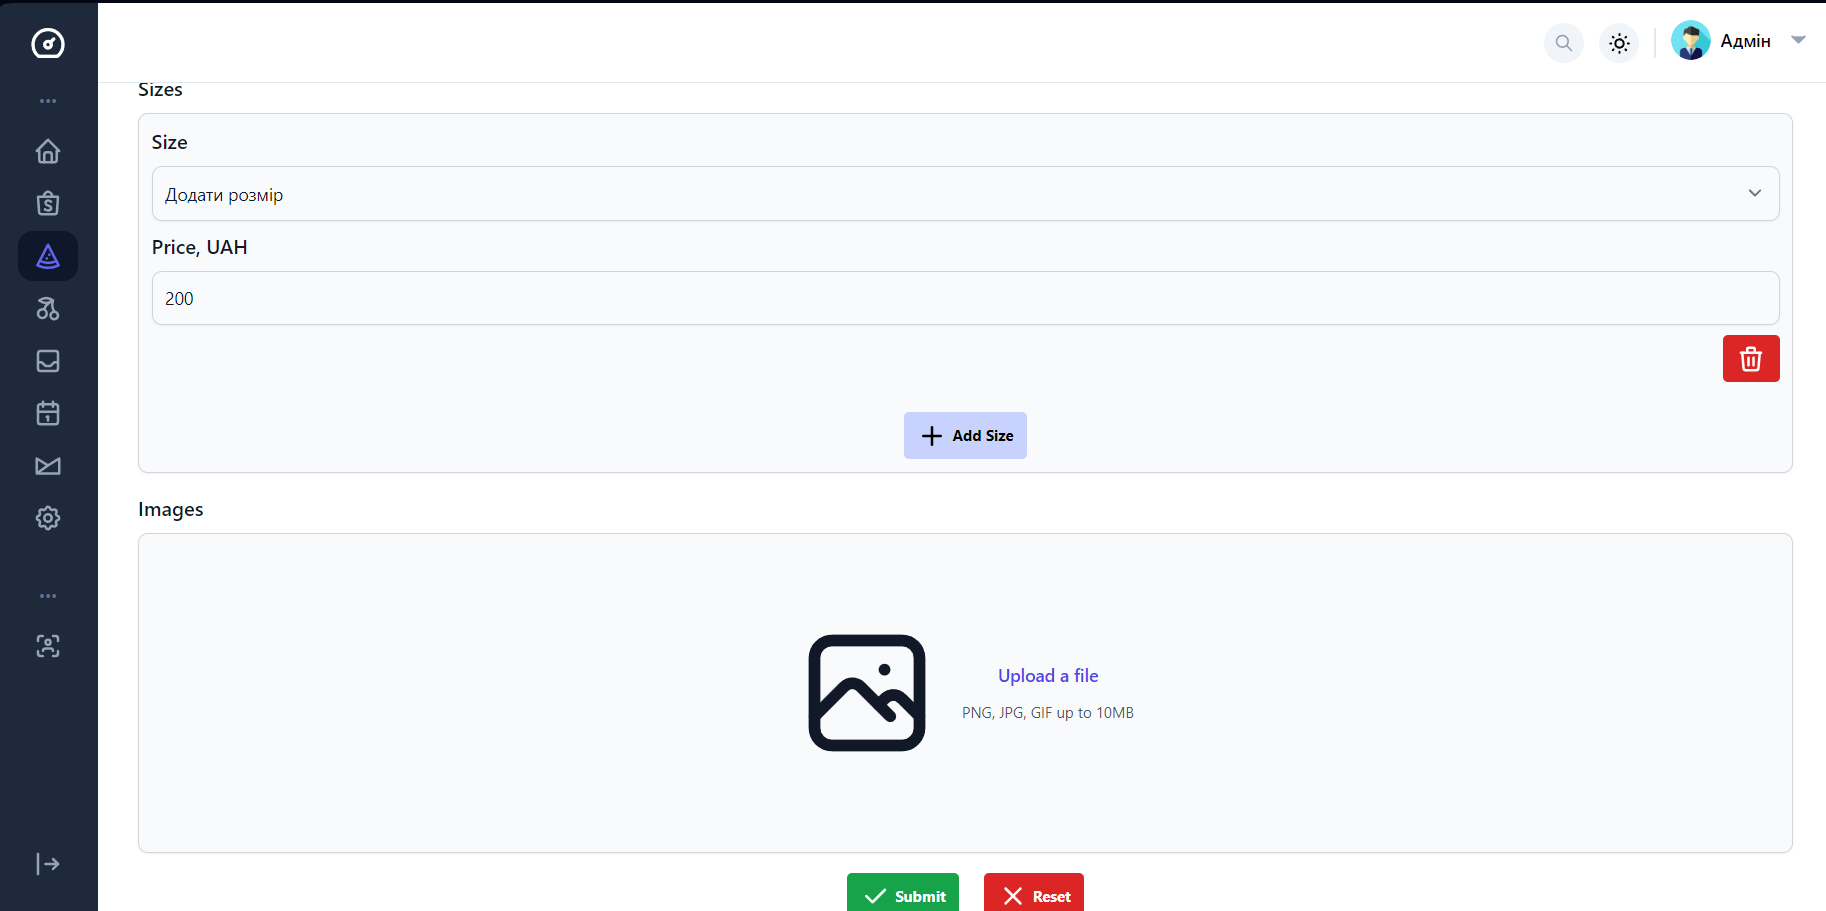 Адмін
Sizes
Size
Додати розмір
Price, UAH
200
Add Size
Images
Upload a file
PNG, JPG, GIF up to 10MB
Submit
Reset